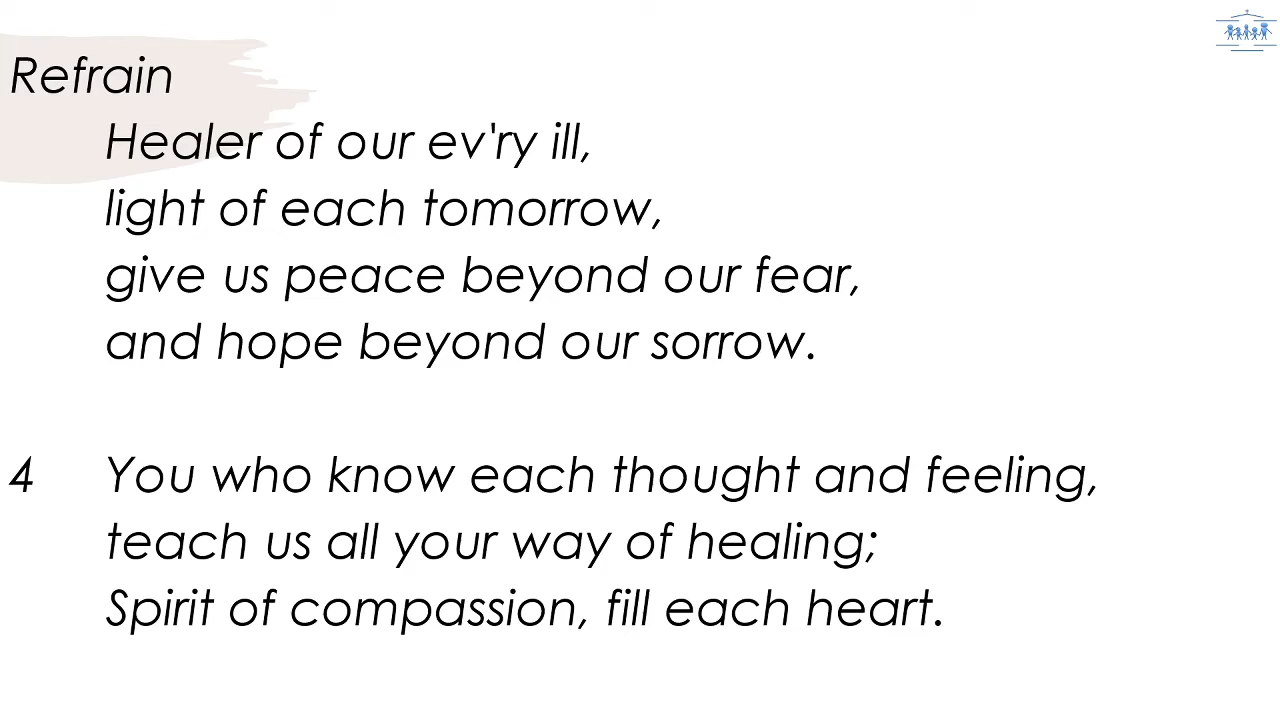 Refrain
Healer of our ev'ry ill,
light of each tomorrow,
give us peace beyond our fear,
and hope beyond our sorrow.
4 You who know each thought and feeling,
teach us all your way of healing;
Spirit of compassion, fill each heart.